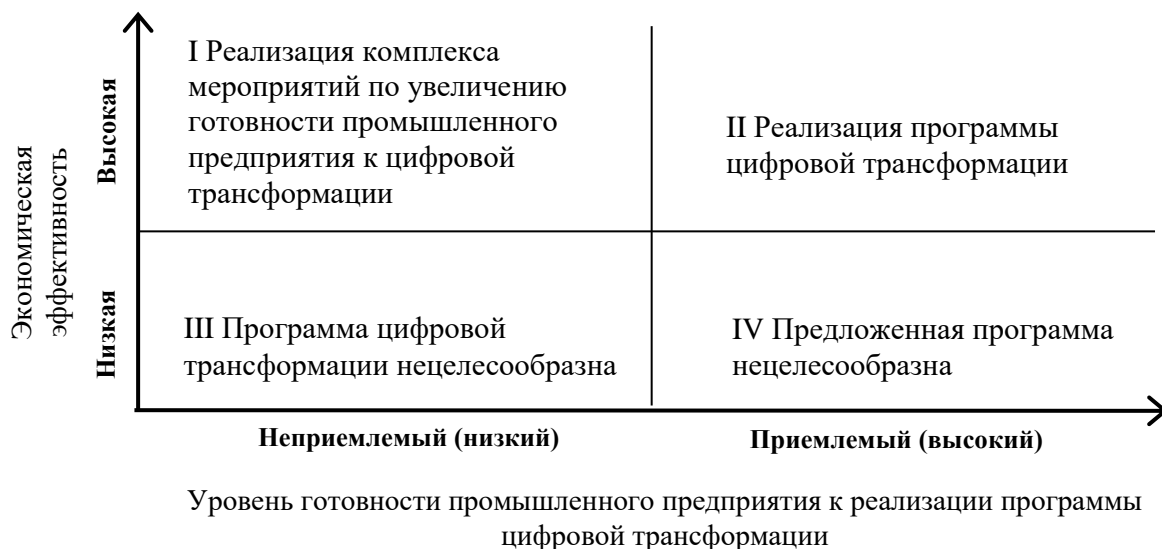 Экономическая
эффективность
Высокая
Низкая
I Реализация комплекса
мероприятий по увеличению
готовности промышленного
предприятия к цифровой
трансформации
II Реализация программы
цифровой трансформации
III Программа цифровой
трансформации нецелесообразна
IV Предложенная программа
нецелесообразна
Неприемлемый (низкий)
Приемлемый (высокий)
Уровень готовности промышленного предприятия к реализации программы
цифровой трансформации